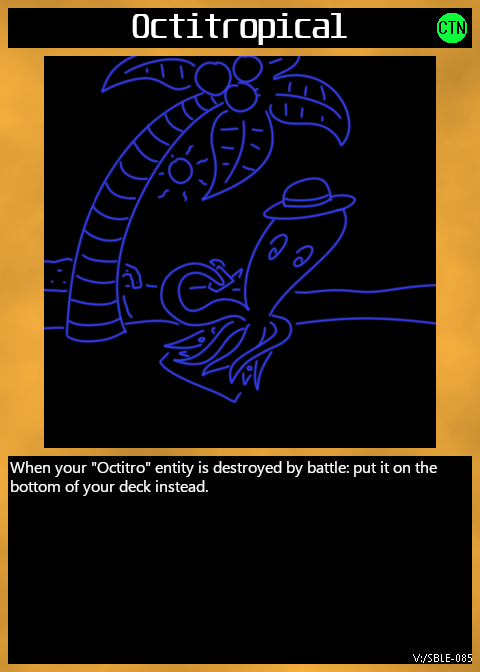 Octitropical
CTN
When your "Octitro" entity is destroyed by battle: put it on the
bottom of your deck instead.
V:/SBLE-085